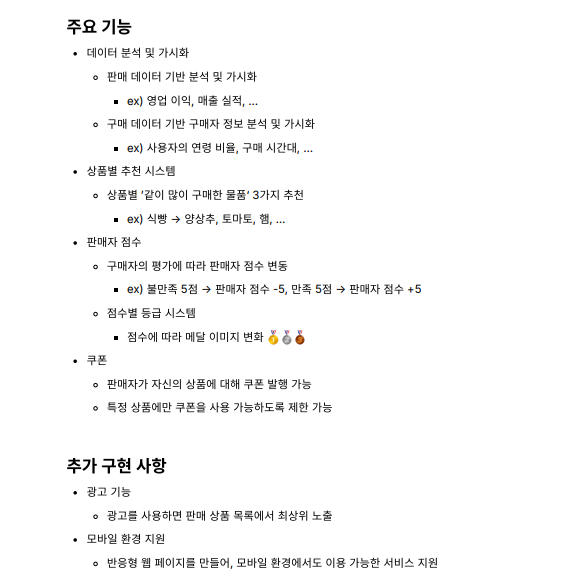 주요 기능
• 데이터 분석 및 가시화
◦ 판매 데이터 기반 분석 및 가시화
▪ ex) 영업 이익, 매출 실적, ...
◦ 구매 데이터 기반 구매자 정보 분석 및 가시화
▪ ex) 사용자의 연령 비율, 구매 시간대, ...
• 상품별 추천 시스템
◦ 상품별 '같이 많이 구매한 물품' 3가지 추천
▪ ex) 식빵 → 양상추, 토마토, 햄, ...
• 판매자 점수
◦ 구매자의 평가에 따라 판매자 점수 변동
▪ ex) 불만족 5점 → 판매자 점수 -5, 만족 5점 → 판매자 점수 +5
◦ 점수별 등급 시스템
▪ 점수에 따라 메달 이미지 변화 🥇🥈🥉
• 쿠폰
◦ 판매자가 자신의 상품에 대해 쿠폰 발행 가능
◦ 특정 상품에만 쿠폰을 사용 가능하도록 제한 가능
추가 구현 사항
• 광고 기능
◦ 광고를 사용하면 판매 상품 목록에서 최상위 노출
• 모바일 환경 지원
◦ 반응형 웹 페이지를 만들어, 모바일 환경에서도 이용 가능한 서비스 지원